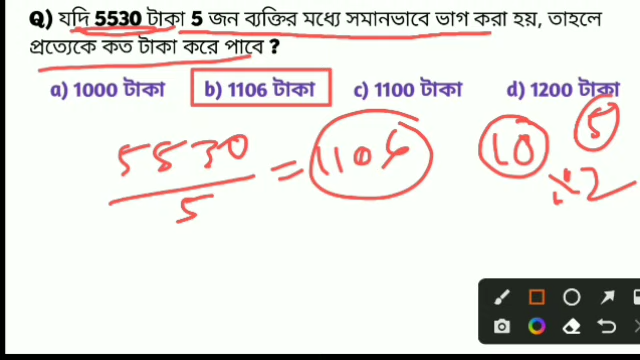 Q) যদি 5530 টাকা 5 জন ব্যক্তির মধ্যে সমানভাবে ভাগ করা হয়, তাহলে
প্রত্যেকে কত টাকা করে পাবে ?
a) 1000 টাকা b) 1106 টাকা c) 1100 টাকা d) 1200 টাকা
5530 / 5 = 1106
10 ÷ 2
5